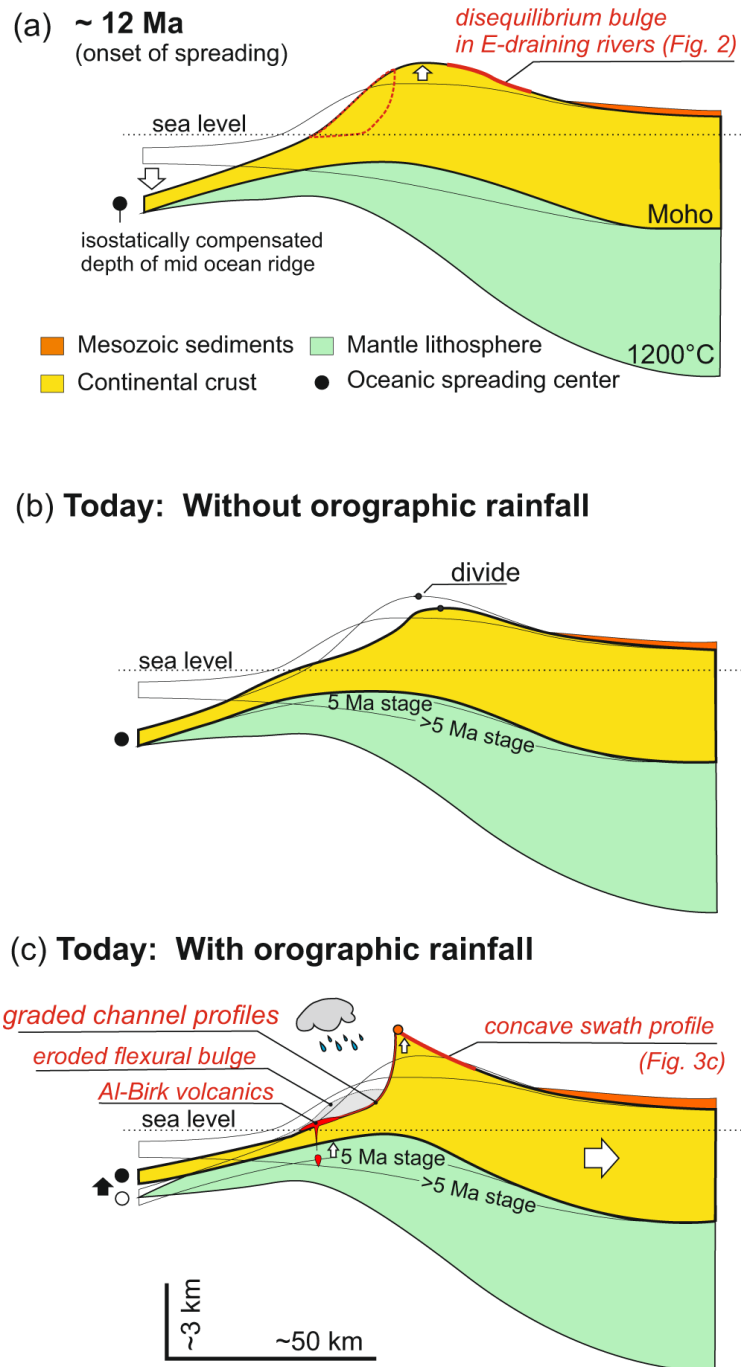 (a) ~ 12 Ma
(onset of spreading)
disequilibrium bulge
in E-draining rivers (Fig. 2)
sea level
Moho
isostatically compensated
depth of mid ocean ridge
1200°C
Mesozoic sediments
Mantle lithosphere
Continental crust
Oceanic spreading center
(b) Today: Without orographic rainfall
divide
sea level
5 Ma stage
>5 Ma stage
(c) Today: With orographic rainfall
graded channel profiles
concave swath profile
(Fig. 3c)
eroded flexural bulge
Al-Birk volcanics
sea level
5 Ma stage
>5 Ma stage
~3 km
~50 km